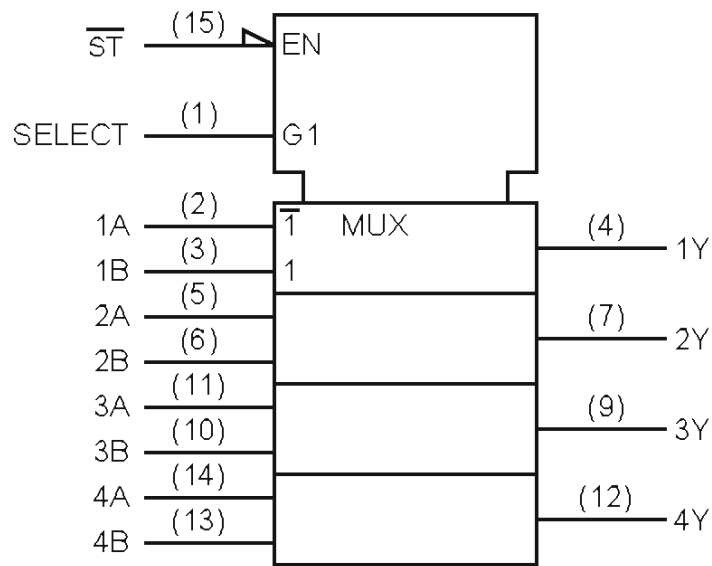 S̅T̅ (15) EN
SELECT (1) G1
1A (2) 1̅ MUX (4) 1Y
1B (3) 1
2A (5) (7) 2Y
2B (6)
3A (11) (9) 3Y
3B (10)
4A (14) (12) 4Y
4B (13)